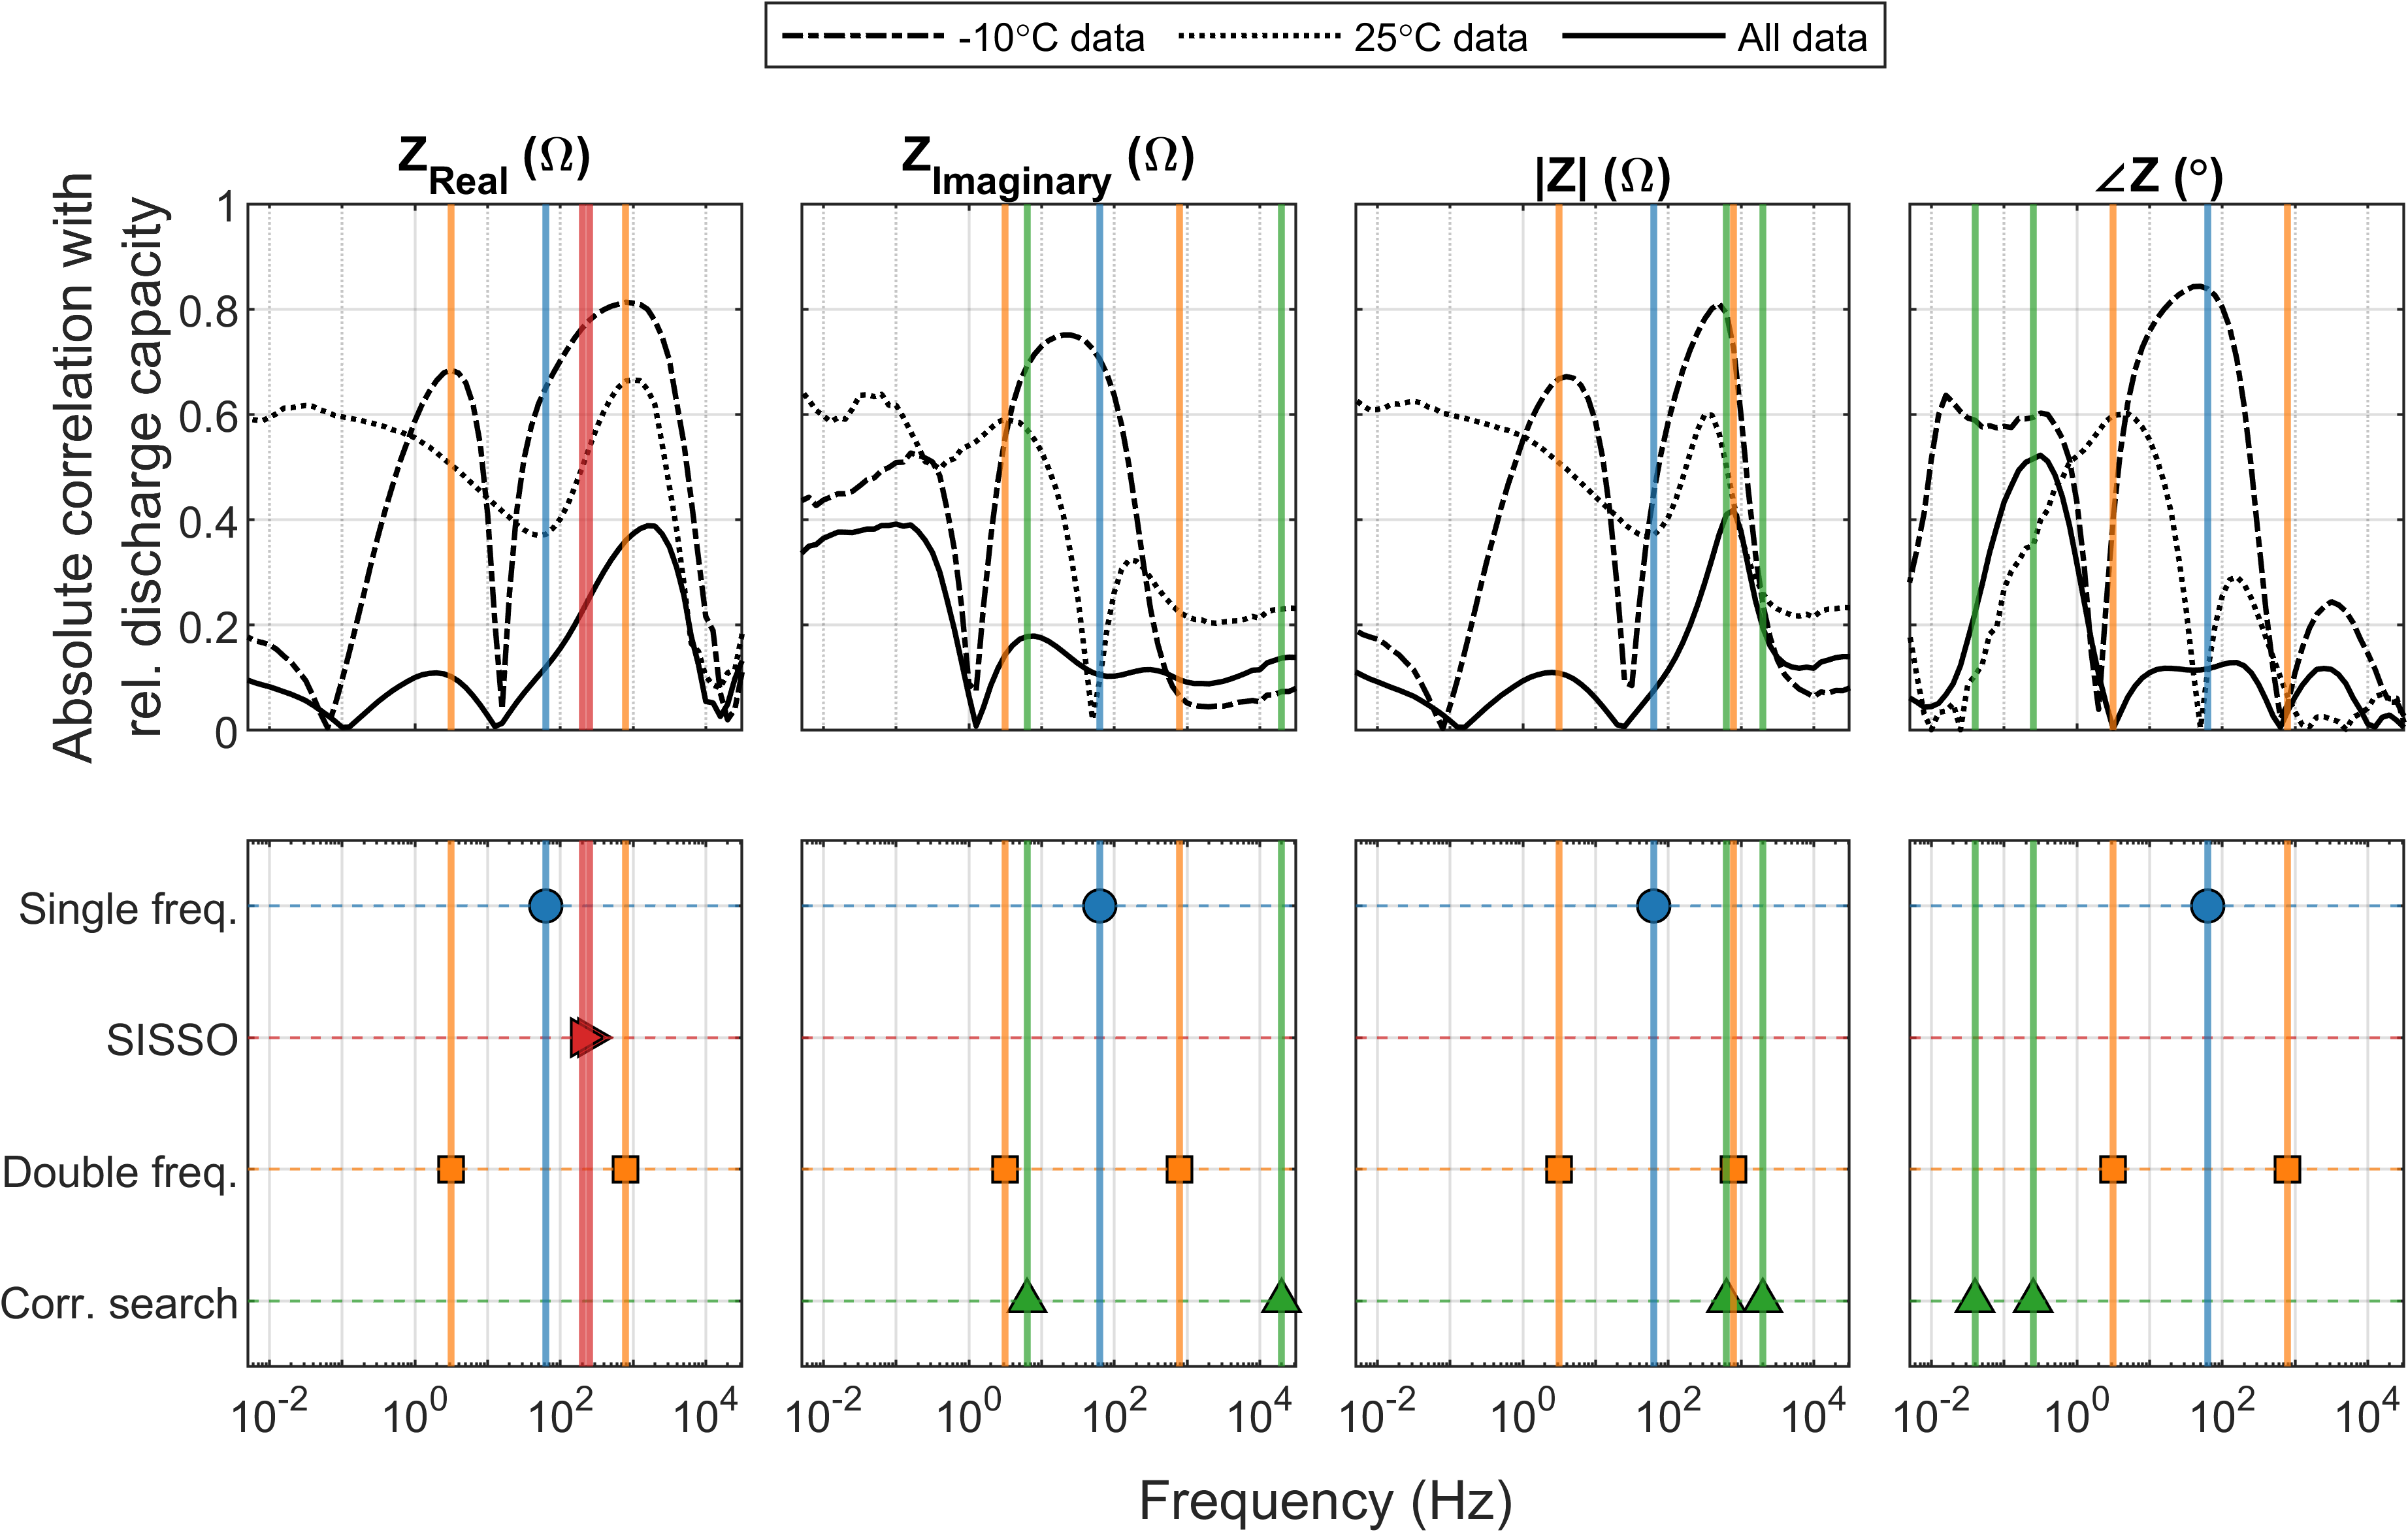 -10°C data 25°C data All data
Z_Real (Ω) Z_Imaginary (Ω) |Z| (Ω) ∠Z (°)
Absolute correlation with
rel. discharge capacity
1
0.8
0.6
0.4
0.2
0
Single freq.
SISSO
Double freq.
Corr. search
10^-2 10^0 10^2 10^4 10^-2 10^0 10^2 10^4 10^-2 10^0 10^2 10^4 10^-2 10^0 10^2 10^4
Frequency (Hz)